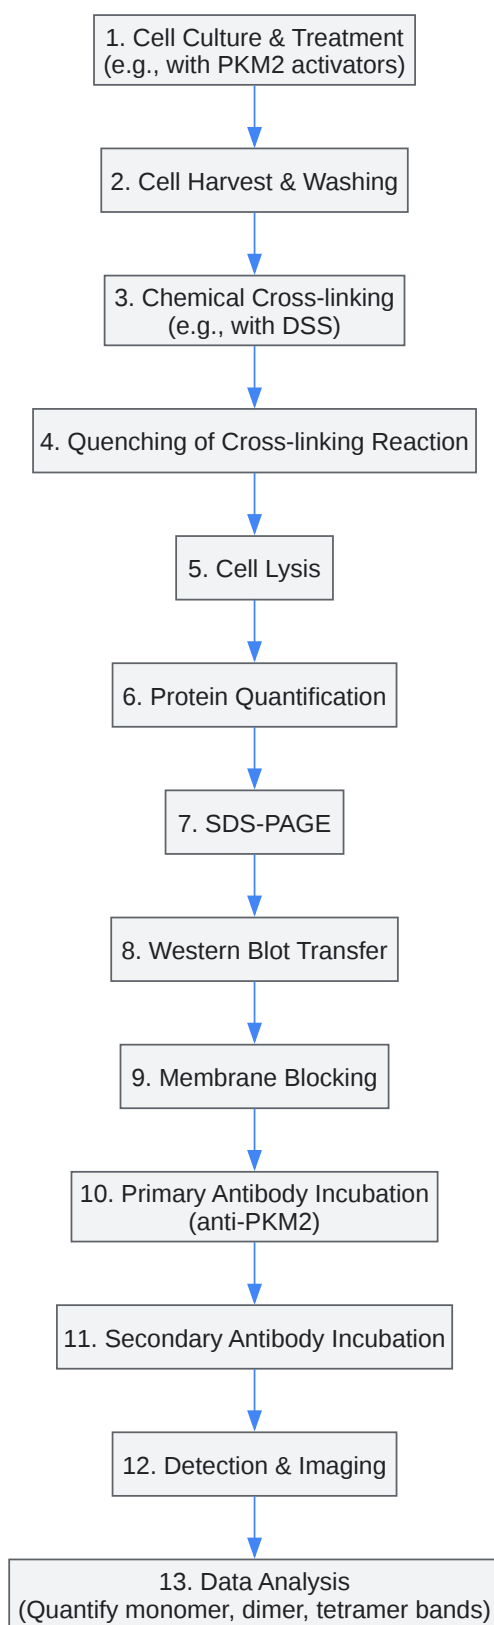 1. Cell Culture & Treatment
(e.g., with PKM2 activators)
2. Cell Harvest & Washing
3. Chemical Cross-linking
(e.g., with DSS)
4. Quenching of Cross-linking Reaction
5. Cell Lysis
6. Protein Quantification
7. SDS-PAGE
8. Western Blot Transfer
9. Membrane Blocking
10. Primary Antibody Incubation
(anti-PKM2)
11. Secondary Antibody Incubation
12. Detection & Imaging
13. Data Analysis
(Quantify monomer, dimer, tetramer bands)